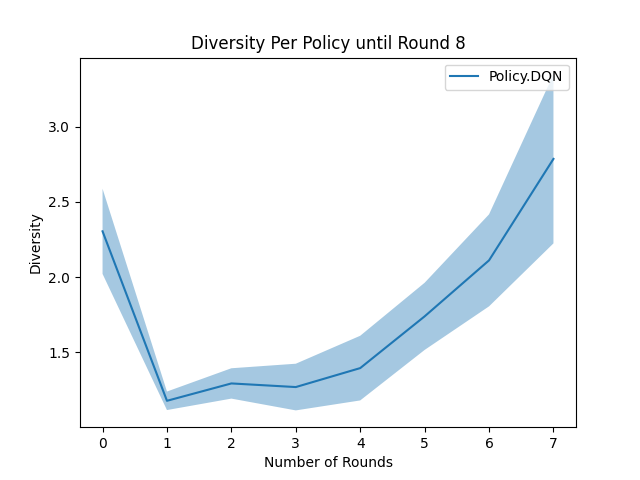 Diversity Per Policy until Round 8
Policy.DQN
3.0
2.5
2.0
1.5
Diversity
0 1 2 3 4 5 6 7
Number of Rounds